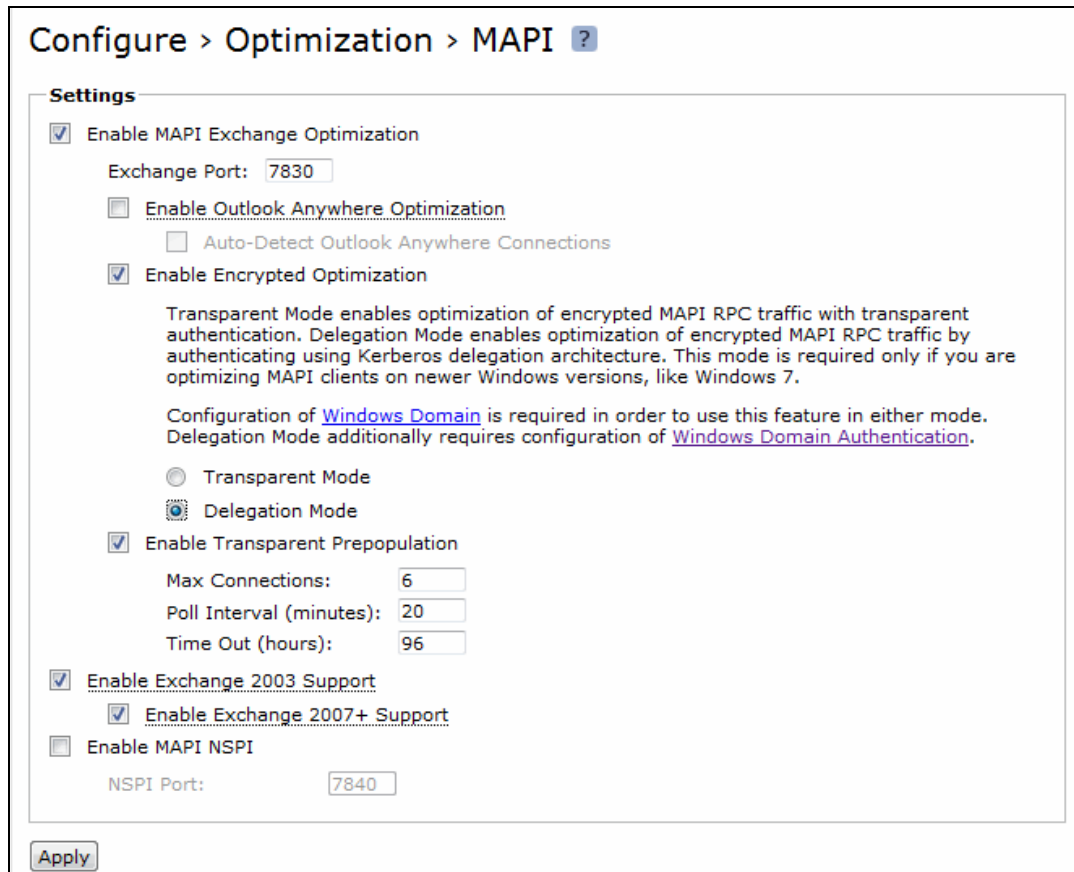 Configure > Optimization > MAPI ?
Settings
Enable MAPI Exchange Optimization
Exchange Port: 7830
Enable Outlook Anywhere Optimization
Auto-Detect Outlook Anywhere Connections
Enable Encrypted Optimization
Transparent Mode enables optimization of encrypted MAPI RPC traffic with transparent
authentication. Delegation Mode enables optimization of encrypted MAPI RPC traffic by
authenticating using Kerberos delegation architecture. This mode is required only if you are
optimizing MAPI clients on newer Windows versions, like Windows 7.
Configuration of Windows Domain is required in order to use this feature in either mode.
Delegation Mode additionally requires configuration of Windows Domain Authentication.
Transparent Mode
Delegation Mode
Enable Transparent Prepopulation
Max Connections: 6
Poll Interval (minutes): 20
Time Out (hours): 96
Enable Exchange 2003 Support
Enable Exchange 2007+ Support
Enable MAPI NSPI
NSPI Port: 7840
Apply